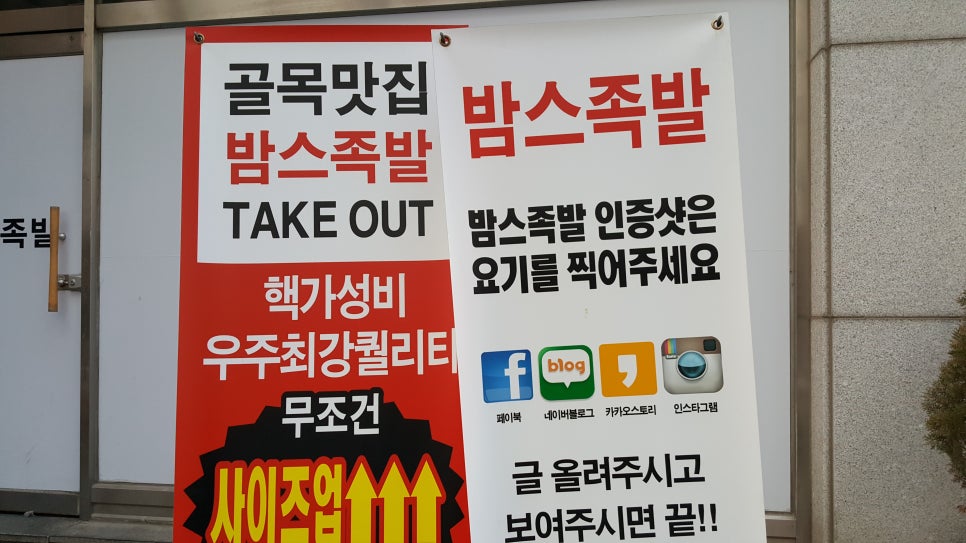 골목맛집
밤스족발
TAKE OUT
핵가성비
우주최강퀄리티
무조건
사이즈업
밤스족발
밤스족발 인증샷은
요기를 찍어주세요
f
blog
페이북
네이버블로그
카카오스토리
인스타그램
글 올려주시고
보여주시면 끝!!
족발